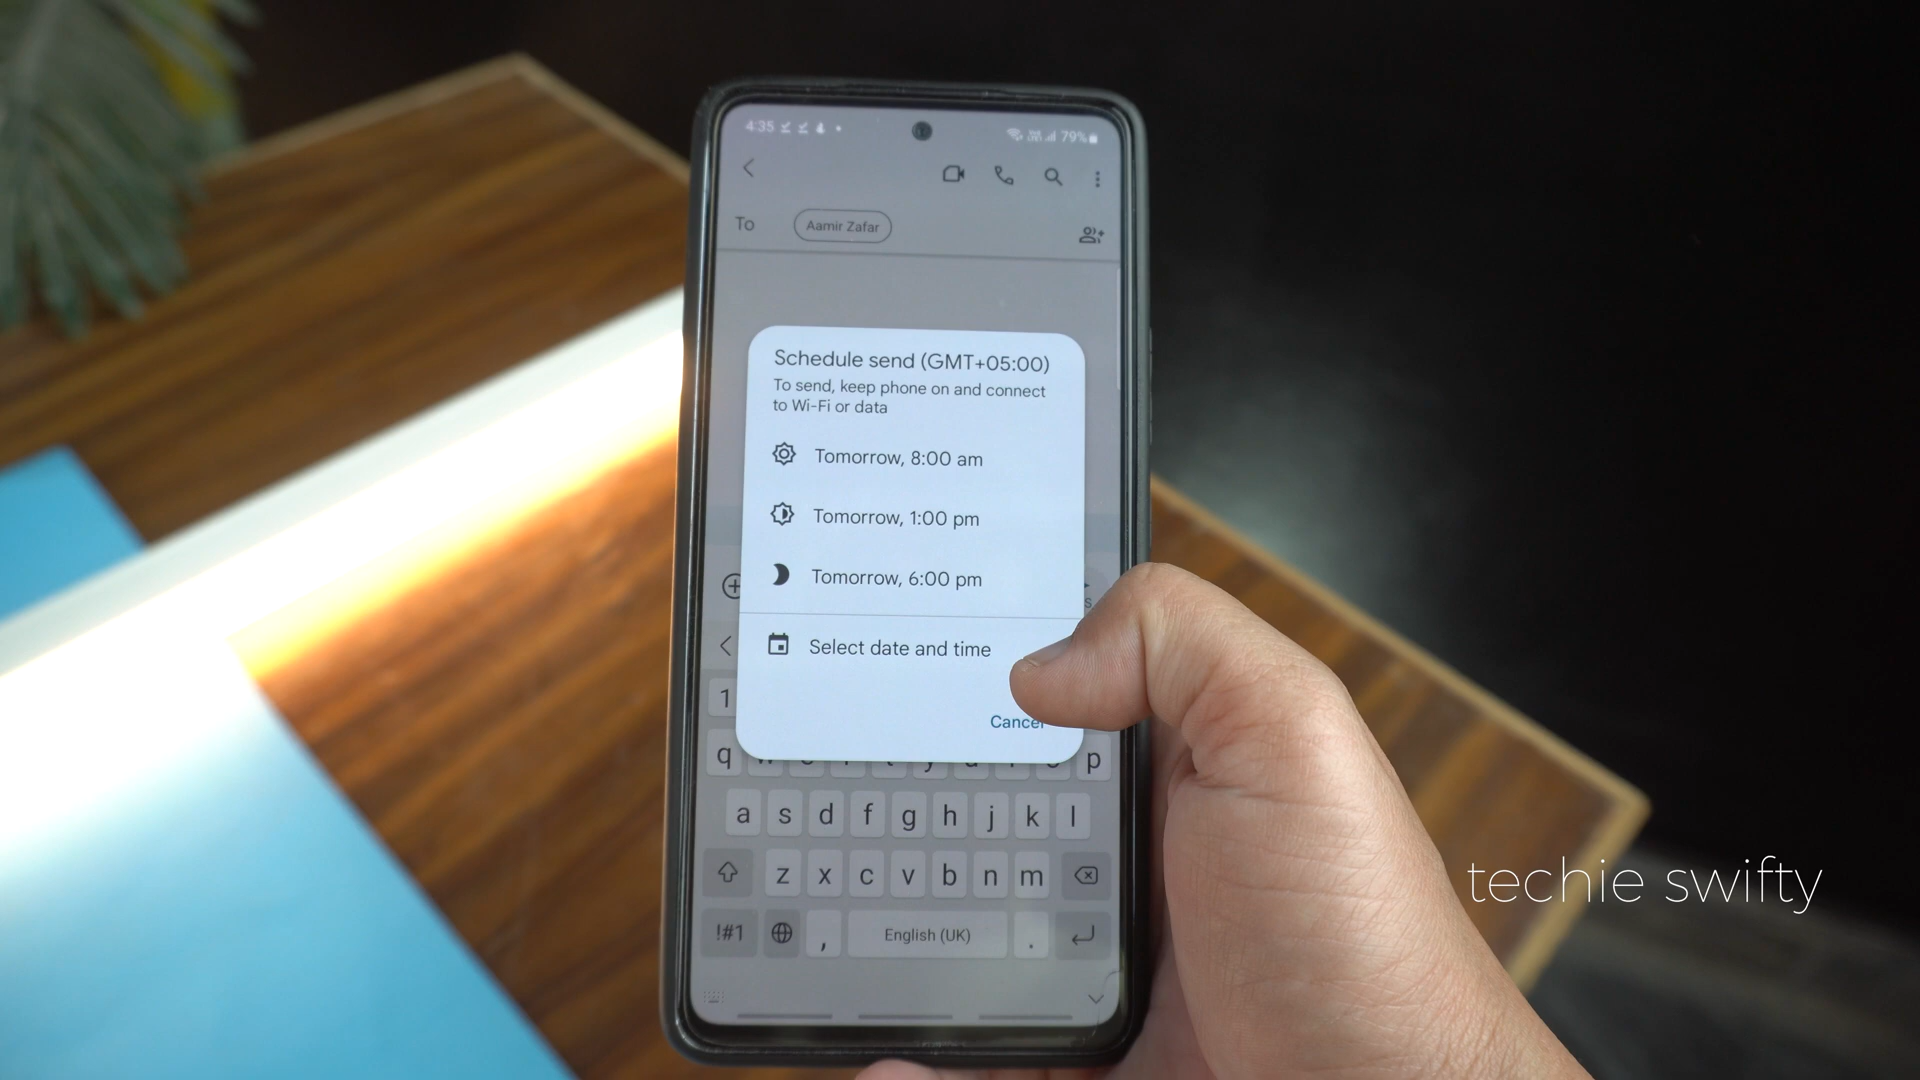 4:35
79%
To
Aamir Zafar
Schedule send (GMT+05:00)
To send, keep phone on and connect
to Wi-Fi or data
Tomorrow, 8:00 am
Tomorrow, 1:00 pm
Tomorrow, 6:00 pm
Select date and time
Cancel
1
q p
a s d f g h j k l
z x c v b n m
!#1 , English (UK) .
techie swifty